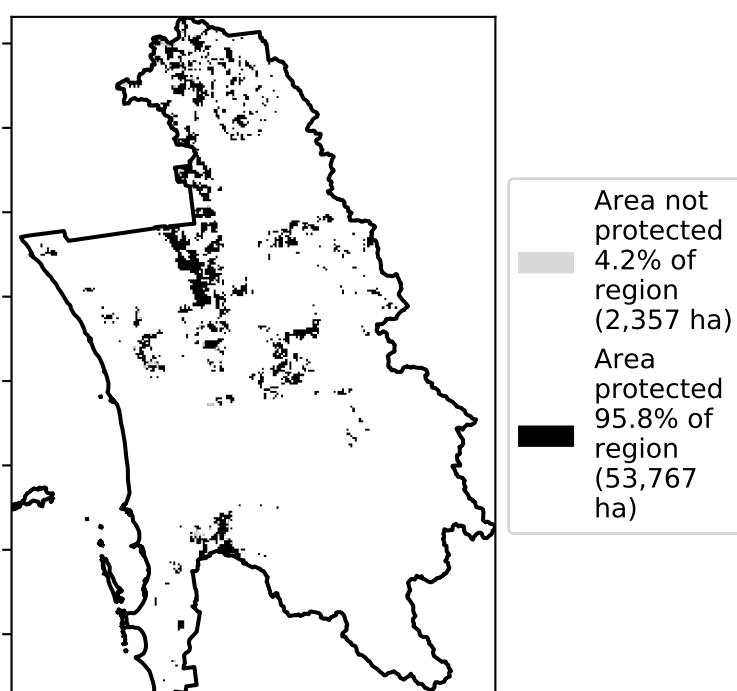 Area not
protected
4.2% of
region
(2,357 ha)
Area
protected
95.8% of
region
(53,767
ha)